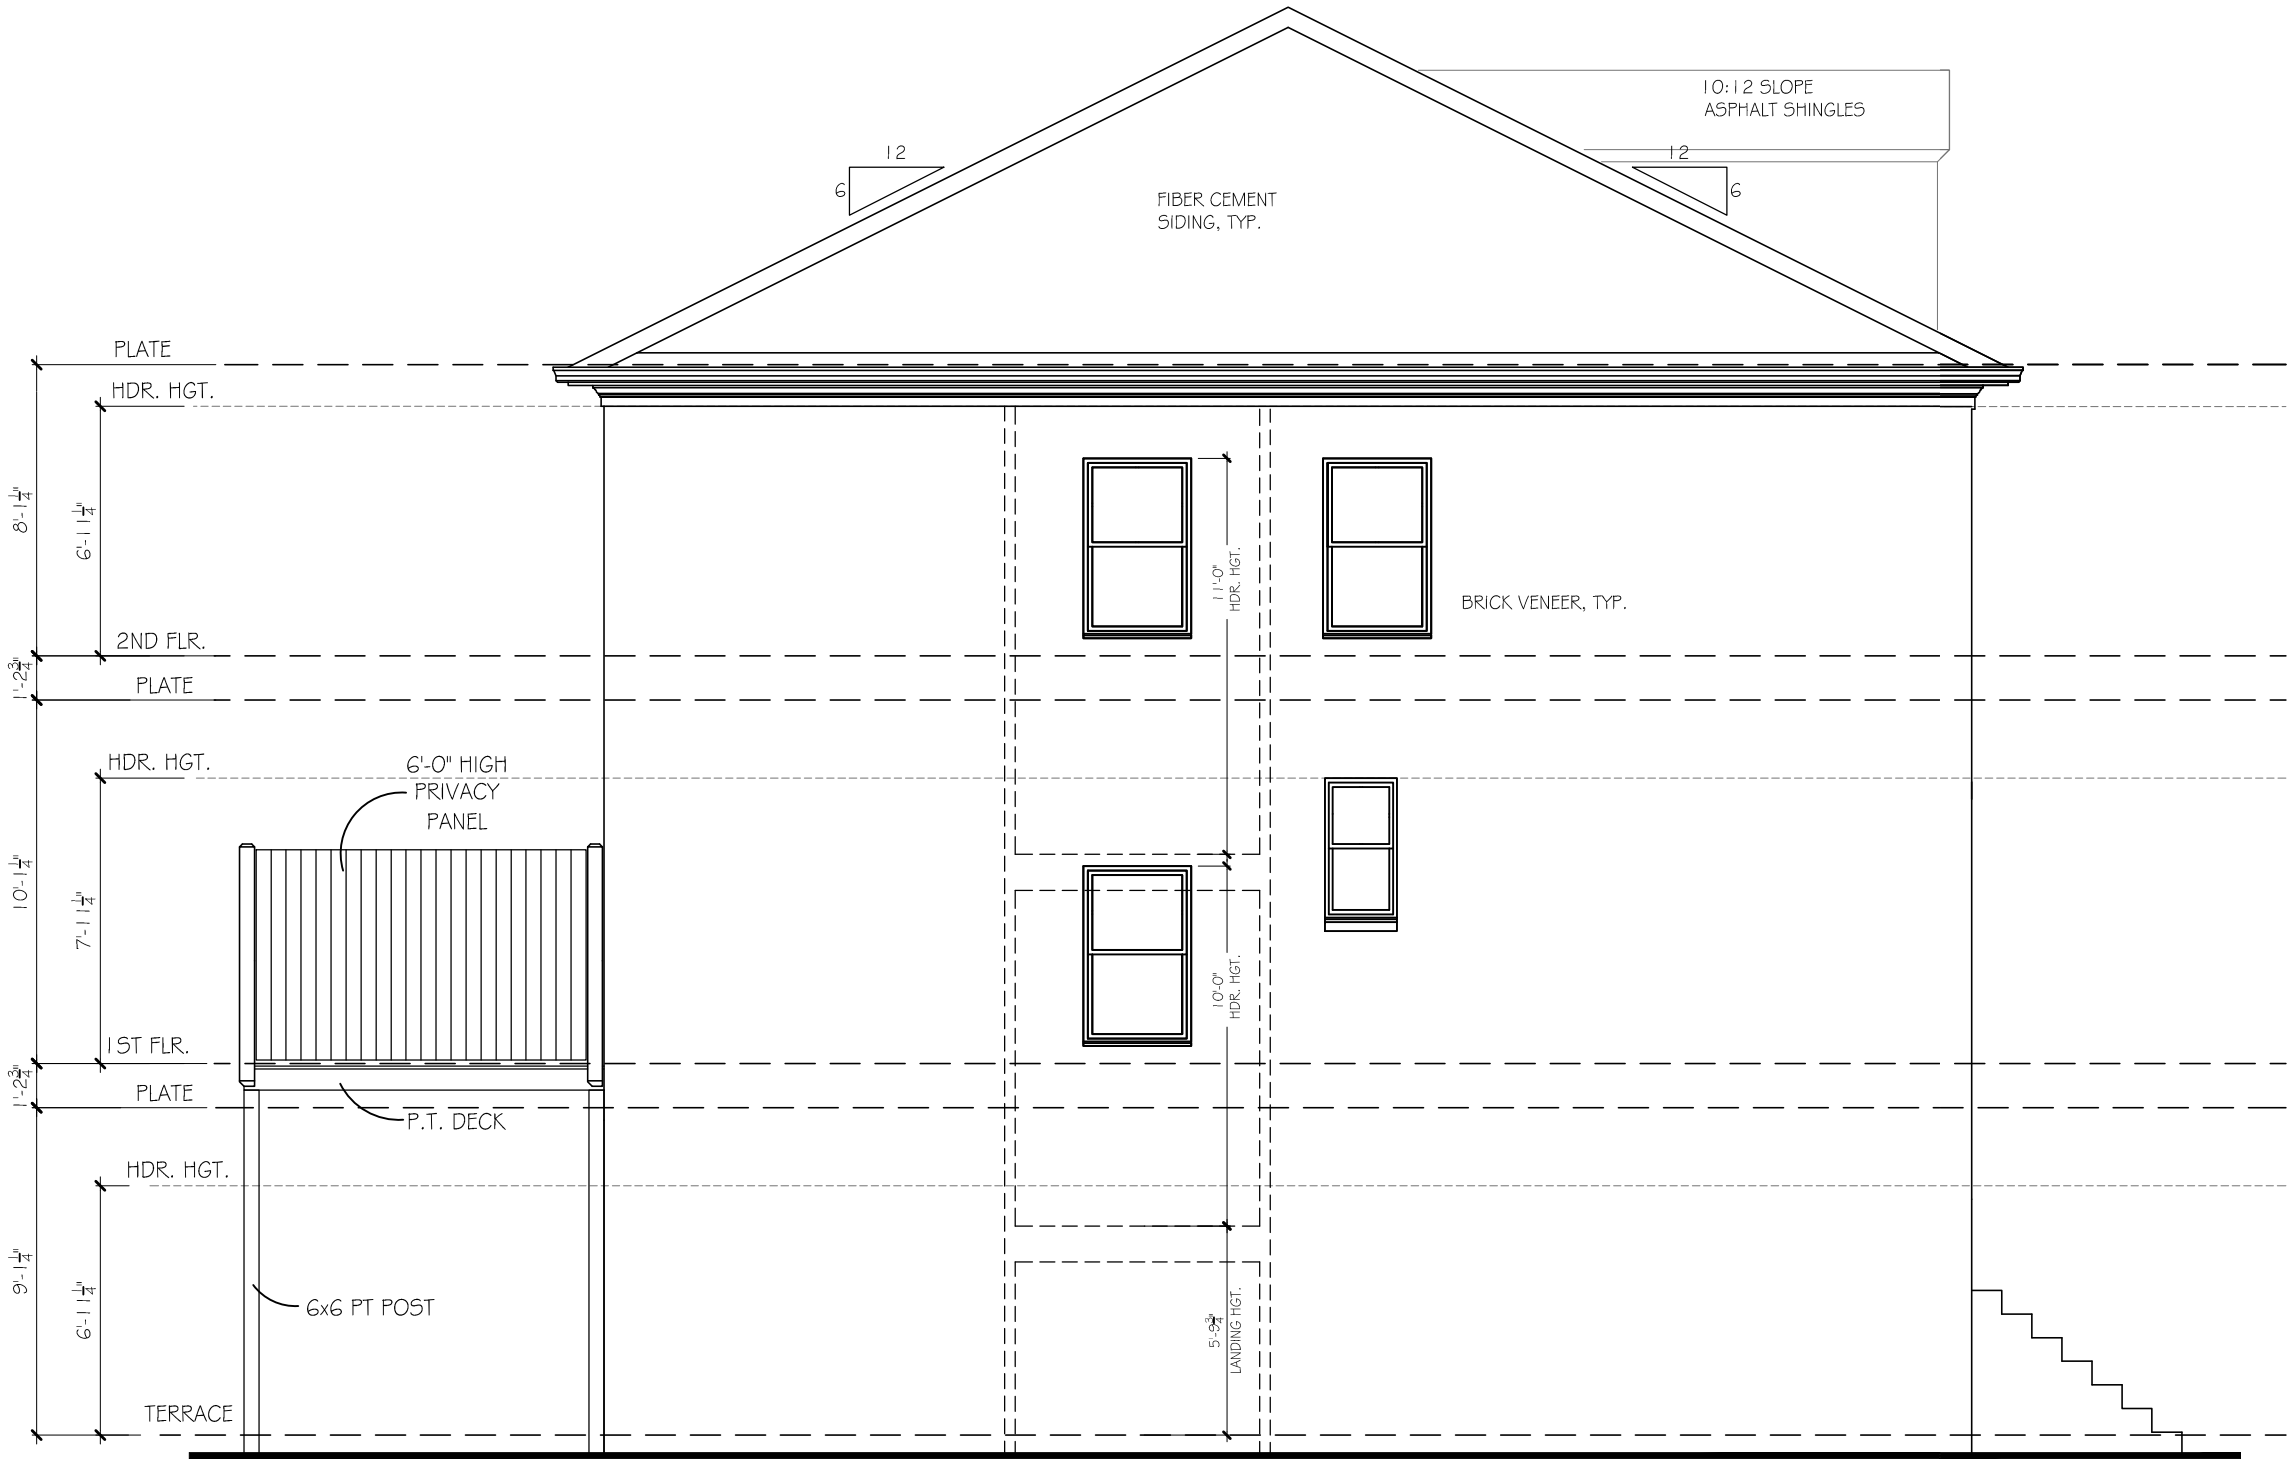 10:12 SLOPE
ASPHALT SHINGLES
12
12
6
6
FIBER CEMENT
SIDING, TYP.
PLATE
HDR. HGT.
8'-1 1/4"
6'-11 1/4"
11'-0"
HDR. HGT.
BRICK VENEER, TYP.
2ND FLR.
1'-2 3/4"
PLATE
HDR. HGT.
6'-0" HIGH
PRIVACY
PANEL
10'-1 1/4"
7'-11 1/4"
10'-0"
HDR. HGT.
1ST FLR.
1'-2 3/4"
PLATE
P.T. DECK
HDR. HGT.
9'-1 1/4"
6'-11 1/4"
6x6 PT POST
5'-9 3/4"
LANDING HGT.
TERRACE